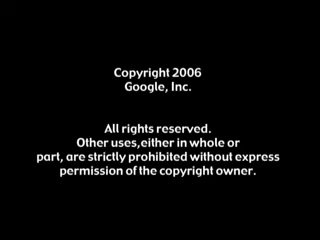 Copyright 2006
Google, Inc.
All rights reserved.
Other uses,either in whole or
part, are strictly prohibited without express
permission of the copyright owner.